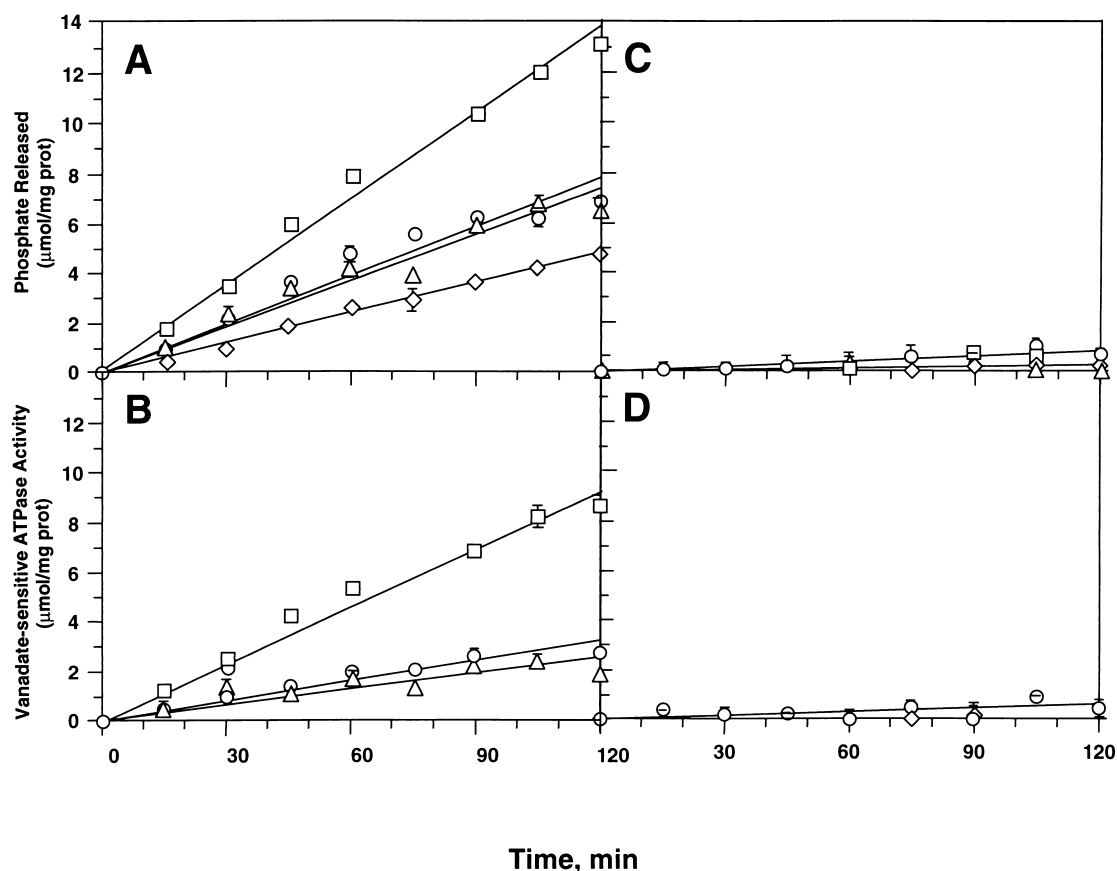 14
12
10
8
6
4
2
0
Phosphate Released
(μmol/mg prot)
A
C
12
10
8
6
4
2
0
Vanadate-sensitive ATPase Activity
(μmol/mg prot)
B
D
0 30 60 90 120 30 60 90 120
Time, min